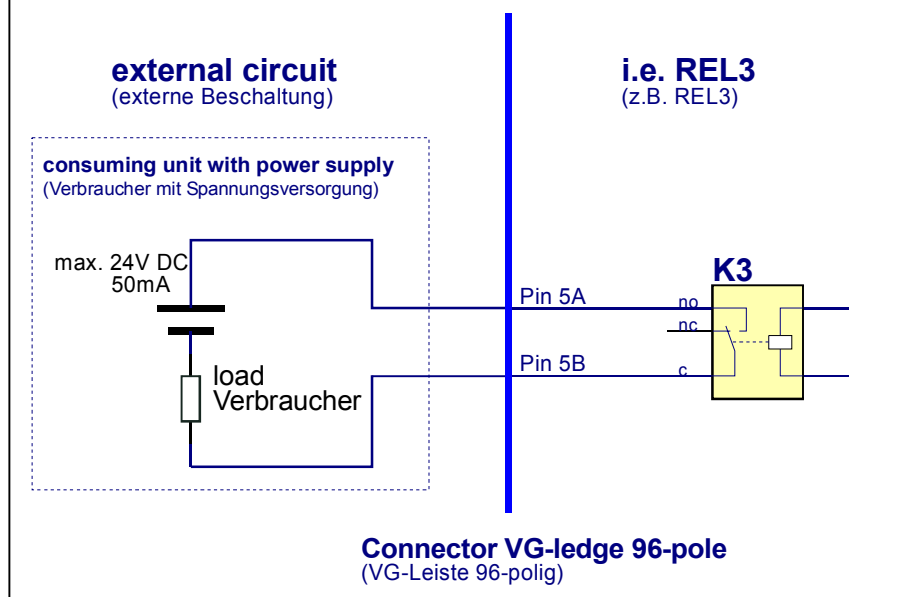 external circuit
(externe Beschaltung)
i.e. REL3
(z.B. REL3)
consuming unit with power supply
(Verbraucher mit Spannungsversorgung)
max. 24V DC
50mA
load
Verbraucher
Pin 5A
Pin 5B
K3
no
nc
c
Connector VG-ledge 96-pole
(VG-Leiste 96-polig)